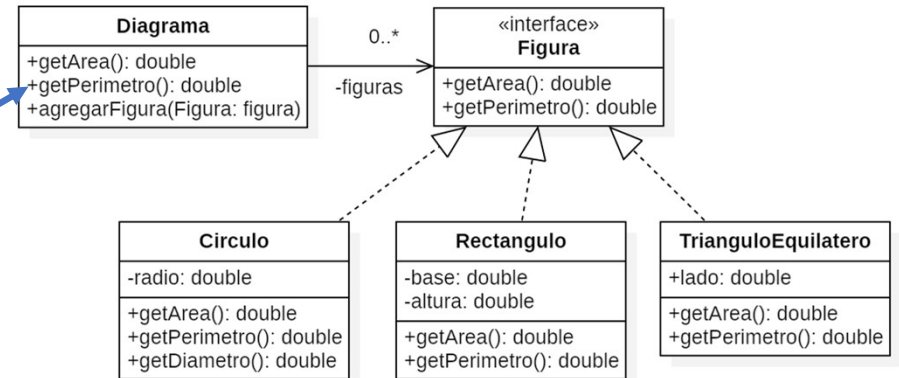 Diagrama
+getArea(): double
+getPerimetro(): double
+agregarFigura(Figura: figura)
0..*
-figuras
«interface»
Figura
+getArea(): double
+getPerimetro(): double
Circulo
-radio: double
+getArea(): double
+getPerimetro(): double
+getDiametro(): double
Rectangulo
-base: double
-altura: double
+getArea(): double
+getPerimetro(): double
TrianguloEquilatero
+lado: double
+getArea(): double
+getPerimetro(): double